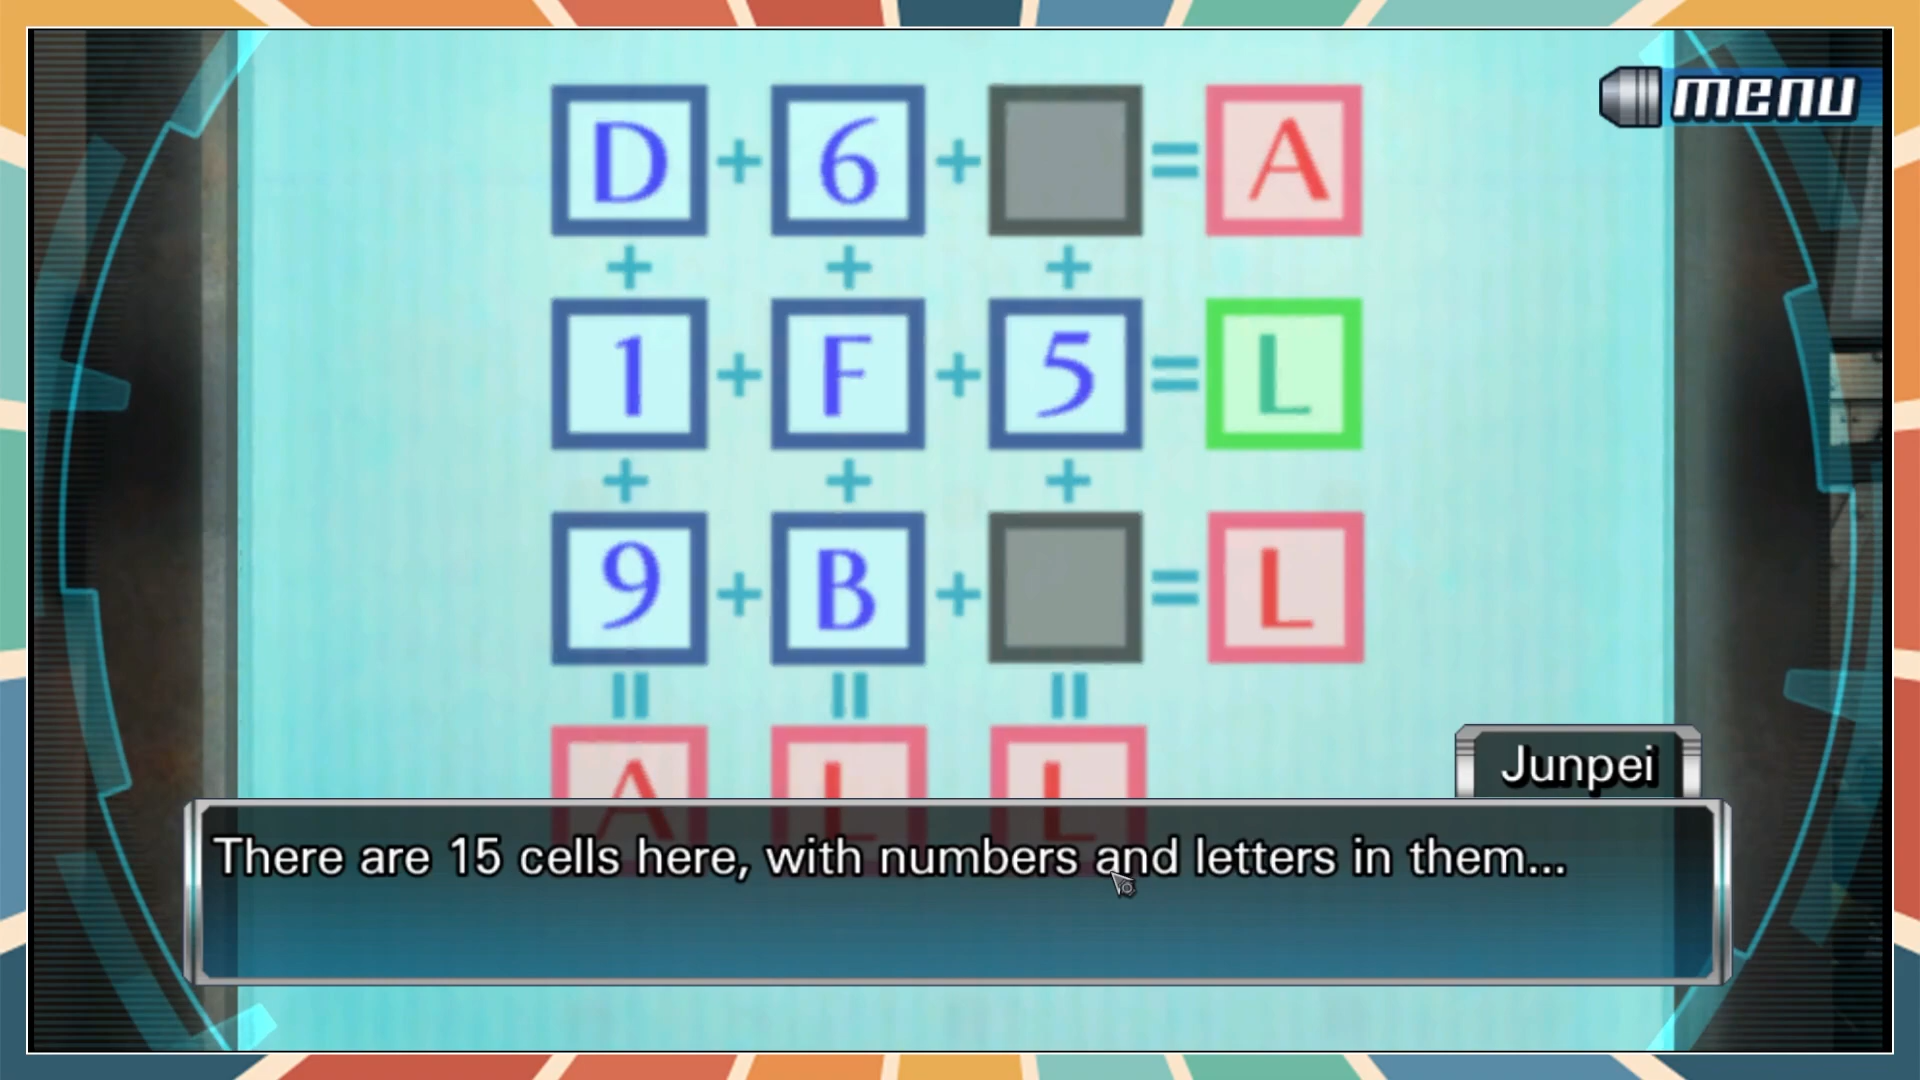 menu
D + 6 + = A
+ + +
1 + F + 5 = L
+ + +
9 + B + = L
= = =
A L L
Junpei
There are 15 cells here, with numbers and letters in them...